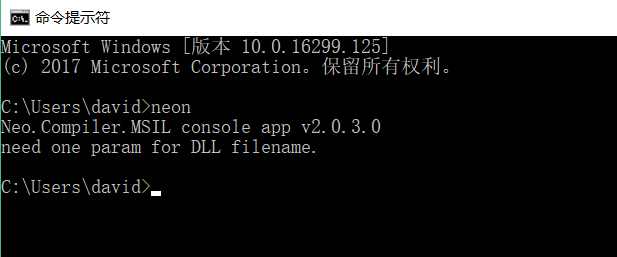 命令提示符
Microsoft Windows [版本 10.0.16299.125]
(c) 2017 Microsoft Corporation。保留所有权利。
C:\Users\david>neon
Neo.Compiler.MSIL console app v2.0.3.0
need one param for DLL filename.
C:\Users\david>